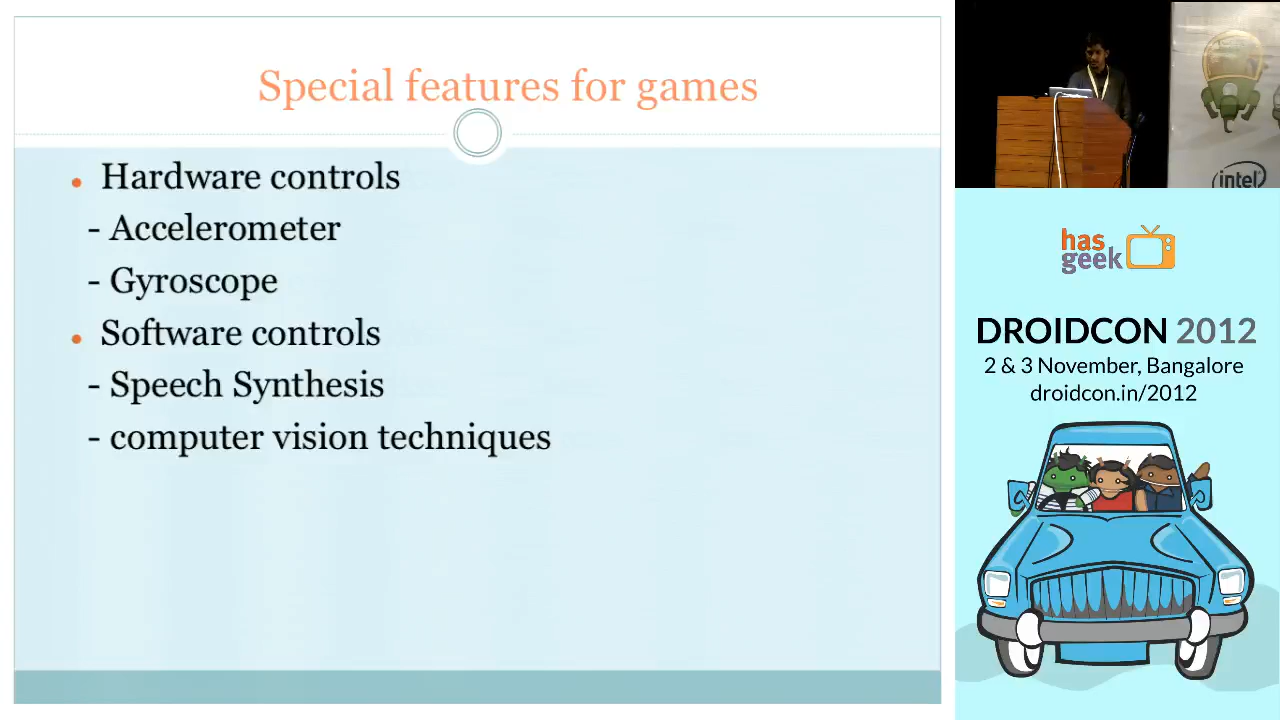 Special features for games
• Hardware controls
- Accelerometer
- Gyroscope
• Software controls
- Speech Synthesis
- computer vision techniques
intel
has
geek
DROIDCON 2012
2 & 3 November, Bangalore
droidcon.in/2012